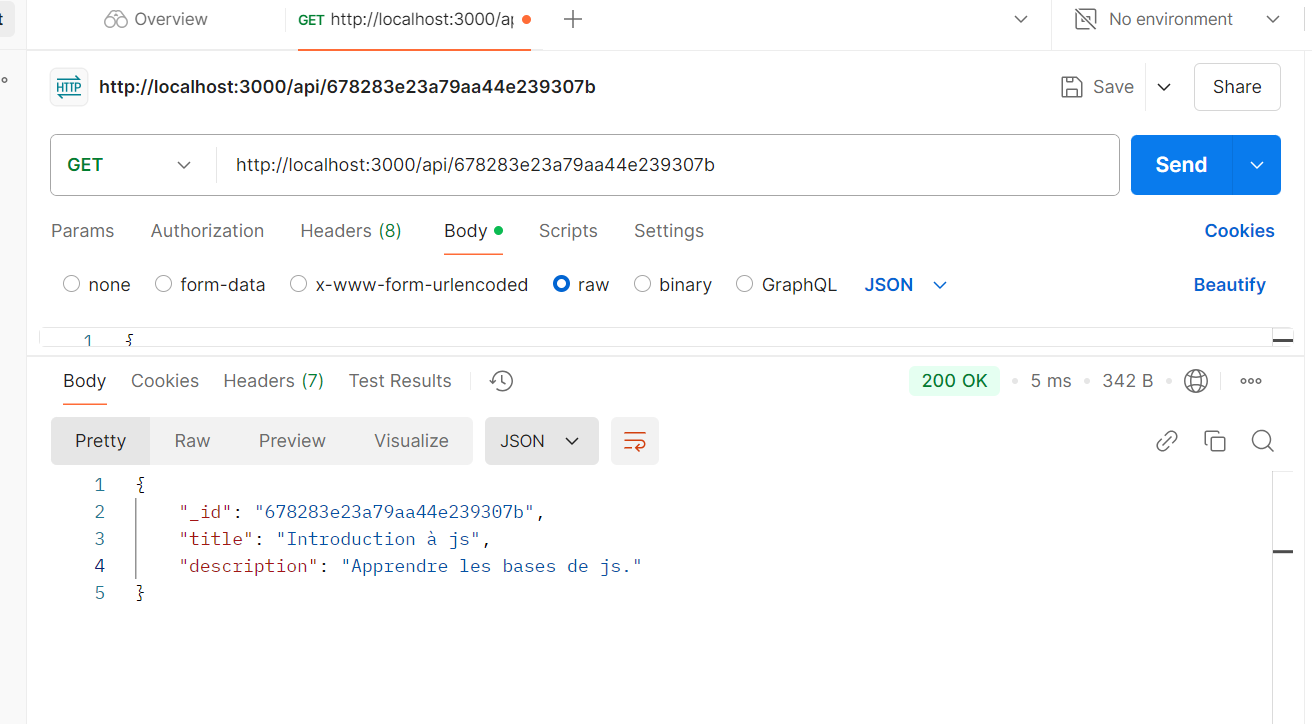 Overview GET http://localhost:3000/ap No environment
HTTP http://localhost:3000/api/678283e23a79aa44e239307b Save Share
GET http://localhost:3000/api/678283e23a79aa44e239307b Send
Params Authorization Headers (8) Body Scripts Settings Cookies
none form-data x-www-form-urlencoded raw binary GraphQL JSON Beautify
1 {
Body Cookies Headers (7) Test Results 200 OK • 5 ms • 342 B •
Pretty Raw Preview Visualize JSON
1 {
2 "_id": "678283e23a79aa44e239307b",
3 "title": "Introduction à js",
4 "description": "Apprendre les bases de js."
5 }